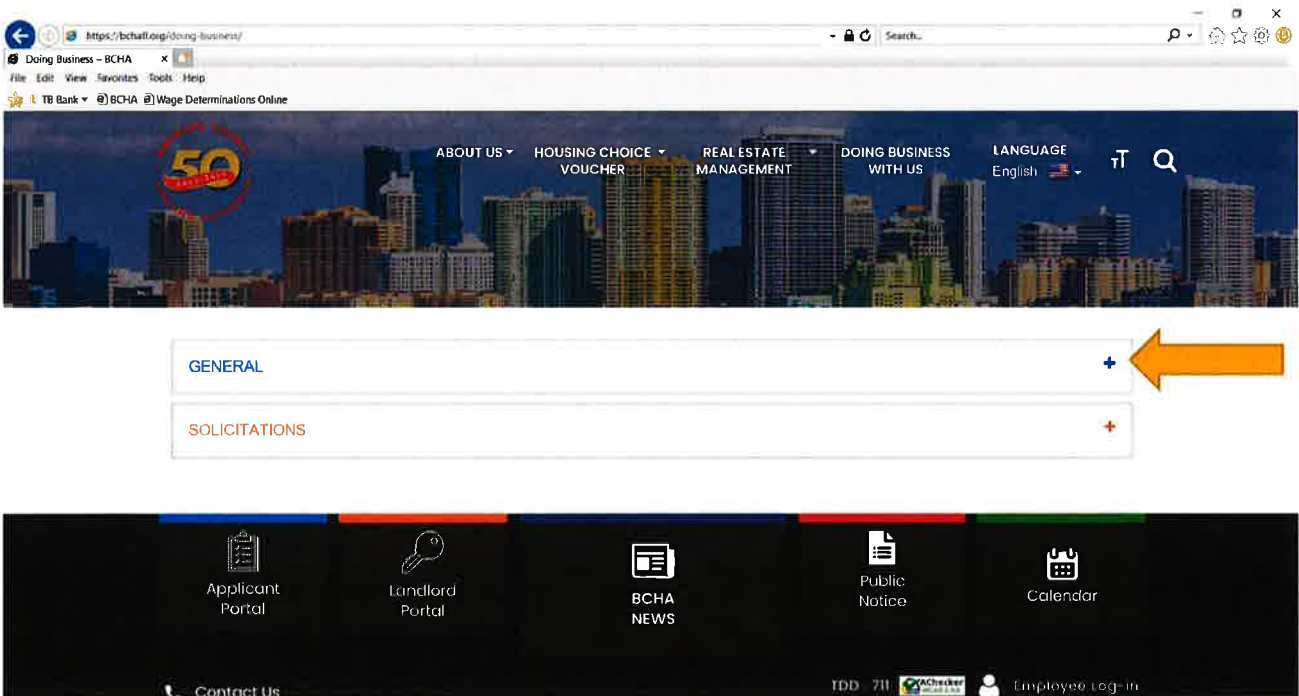 https://bchafl.org/doing-business/
Search...
Doing Business – BCHA
File Edit View Favorites Tools Help
TB Bank BCHA Wage Determinations Online
50
ABOUT US
HOUSING CHOICE
VOUCHER
REAL ESTATE
MANAGEMENT
DOING BUSINESS
WITH US
LANGUAGE
English
TT
GENERAL
SOLICITATIONS
Applicant
Portal
Landlord
Portal
BCHA
NEWS
Public
Notice
Calendar
Contact Us
TDD 711
AChecker
Employee Log-in